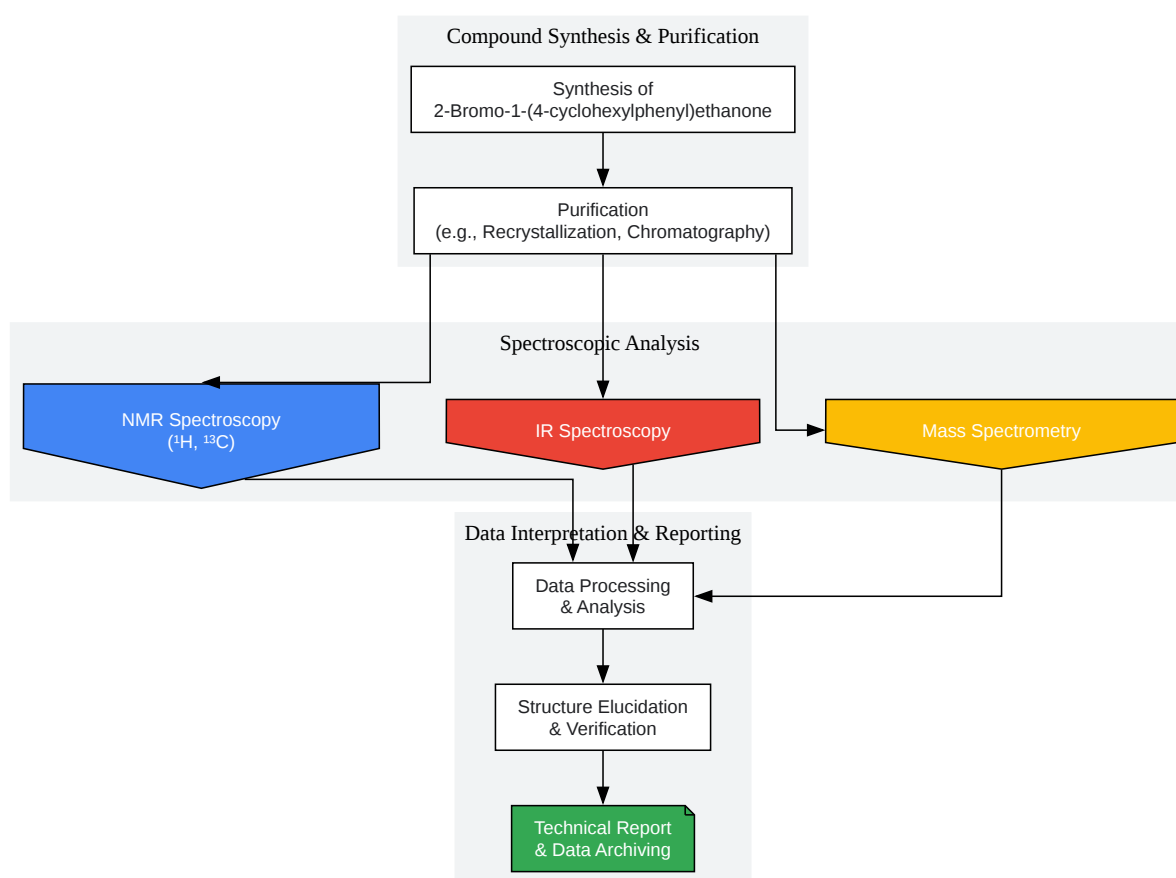 Compound Synthesis & Purification
Synthesis of
2-Bromo-1-(4-cyclohexylphenyl)ethanone
Purification
(e.g., Recrystallization, Chromatography)
Spectroscopic Analysis
NMR Spectroscopy
(¹H, ¹³C)
IR Spectroscopy
Mass Spectrometry
Data Interpretation & Reporting
Data Processing
& Analysis
Structure Elucidation
& Verification
Technical Report
& Data Archiving